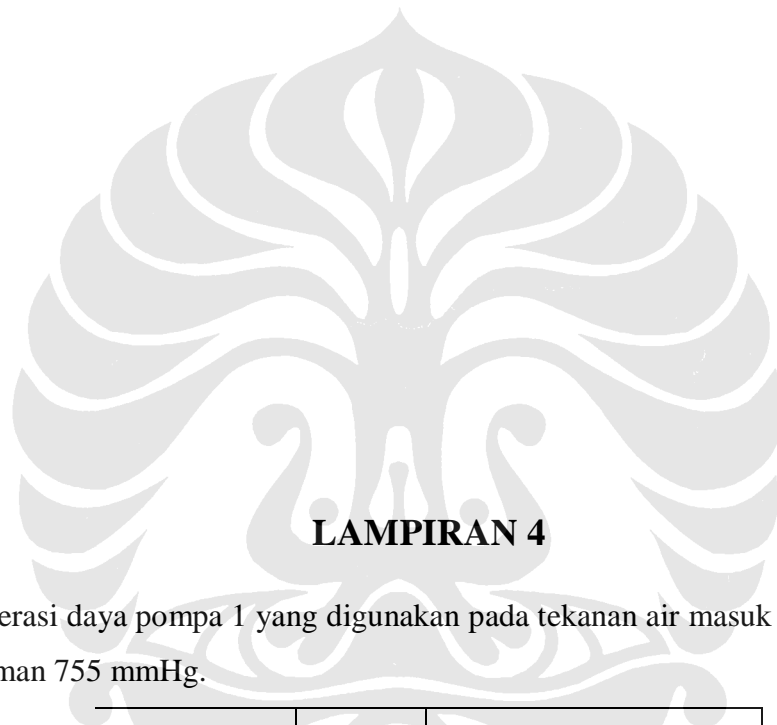 LAMPIRAN 4
erasi daya pompa 1 yang digunakan pada tekanan air masuk
man 755 mmHg.